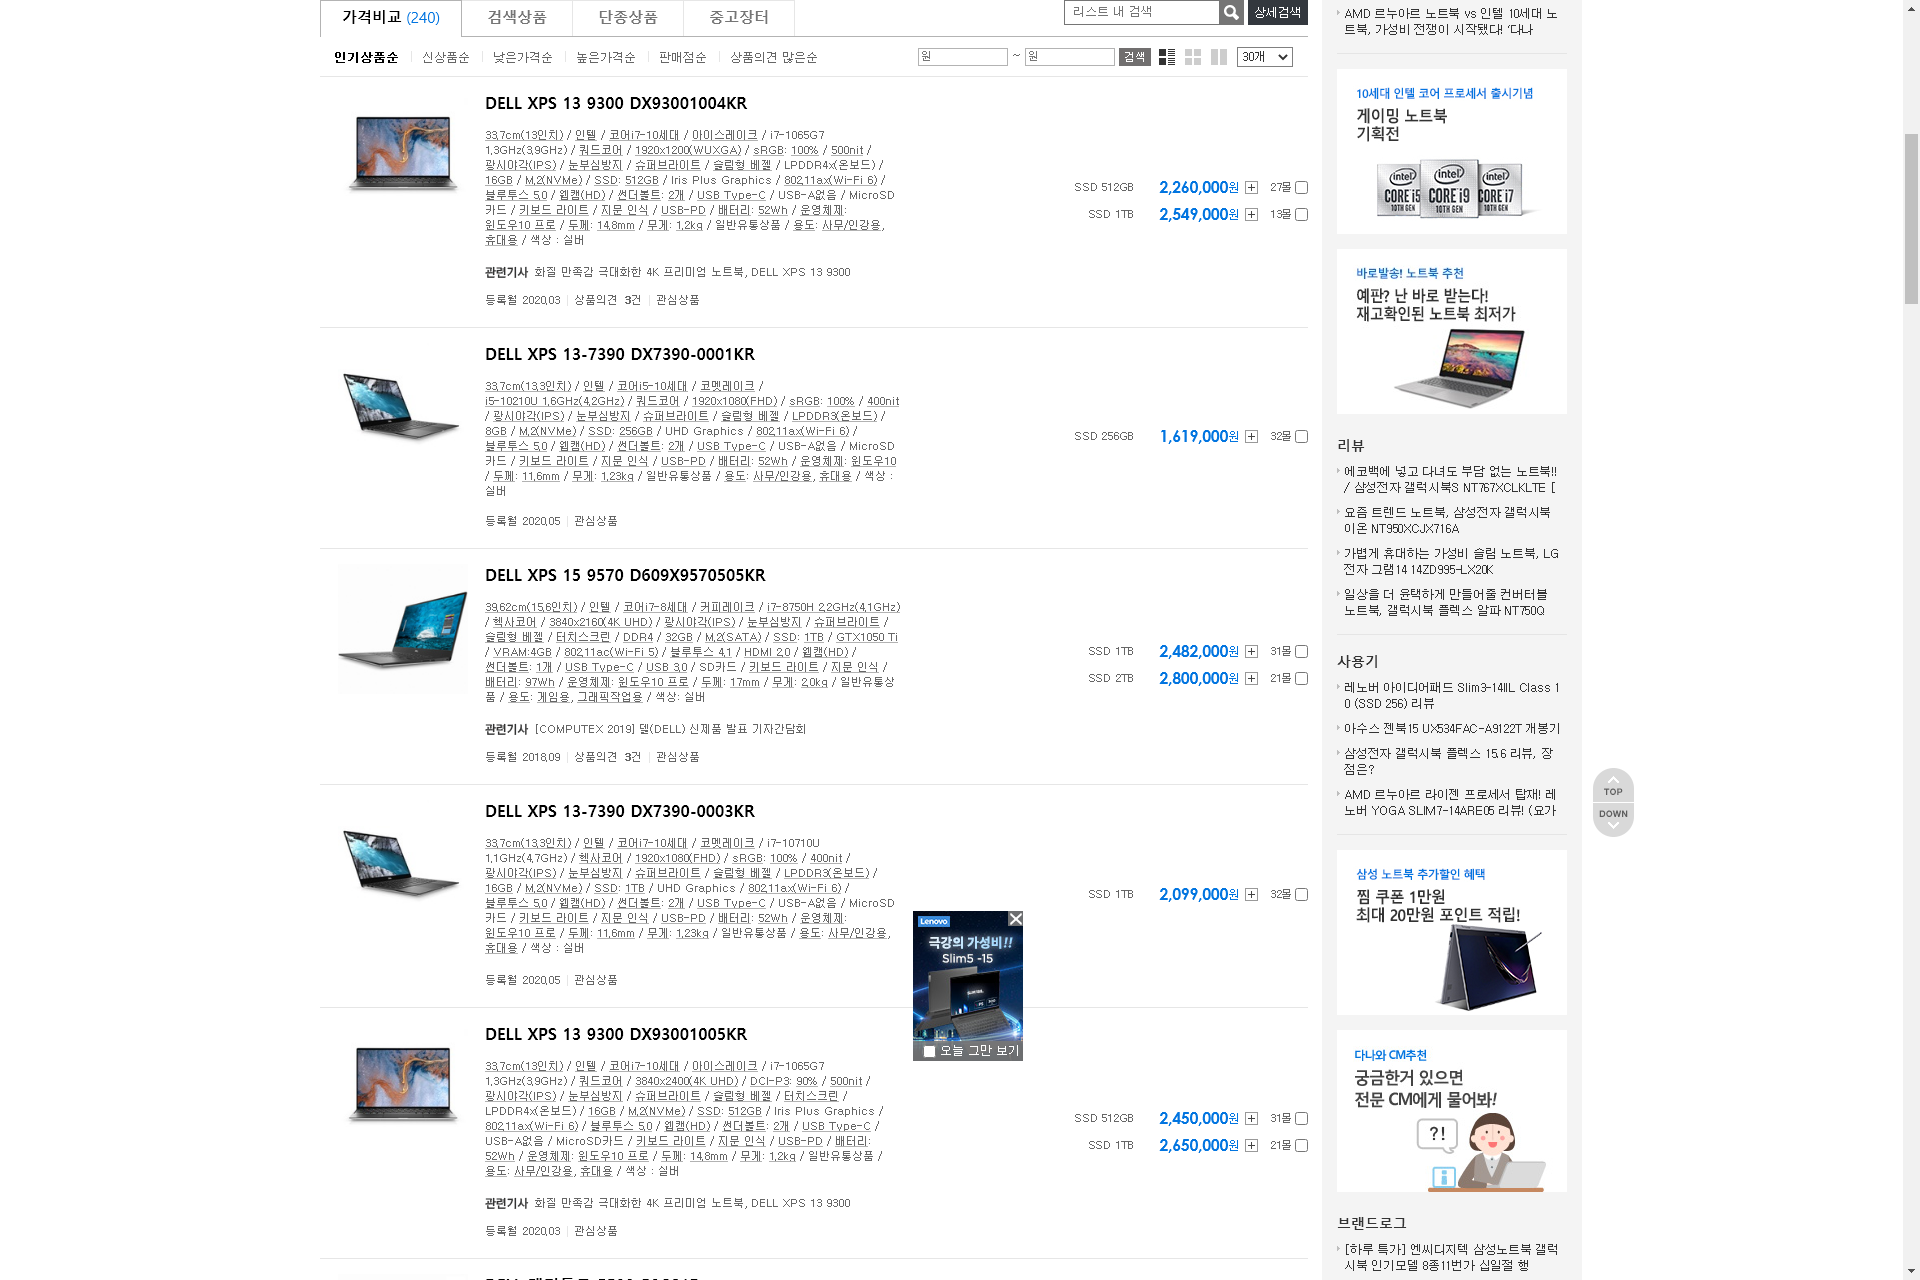 가격비교 (240)
검색상품
단종상품
중고장터
리스트 내 검색
상세검색
인기상품순
신상품순
낮은가격순
높은가격순
판매점순
상품의견 많은순
원 ~ 원 검색
30개
DELL XPS 13 9300 DX93001004KR
33.7cm(13인치) / 인텔 / 코어i7-10세대 / 아이스레이크 / i7-1065G7
1.3GHz(3.9GHz) / 쿼드코어 / 1920x1200(WUXGA) / sRGB: 100% / 500nit /
광시야각(IPS) / 눈부심방지 / 슈퍼브라이트 / 슬림형 베젤 / LPDDR4x(온보드) /
16GB / M.2(NVMe) / SSD: 512GB / Iris Plus Graphics / 802.11ax(Wi-Fi 6) /
블루투스 5.0 / 웹캠(HD) / 썬더볼트: 2개 / USB Type-C / USB-A없음 / MicroSD
카드 / 키보드 라이트 / 지문 인식 / USB-PD / 배터리: 52Wh / 운영체제:
윈도우10 프로 / 두께: 14.8mm / 무게: 1.2kg / 일반유통상품 / 용도: 사무/인강용,
휴대용 / 색상 : 실버
관련기사 화질 만족감 극대화한 4K 프리미엄 노트북, DELL XPS 13 9300
등록월 2020.03 상품의견 3건 관심상품
SSD 512GB 2,260,000원 27몰
SSD 1TB 2,549,000원 13몰
DELL XPS 13-7390 DX7390-0001KR
33.7cm(13.3인치) / 인텔 / 코어i5-10세대 / 코멧레이크 /
i5-10210U 1.6GHz(4.2GHz) / 쿼드코어 / 1920x1080(FHD) / sRGB: 100% / 400nit
/ 광시야각(IPS) / 눈부심방지 / 슈퍼브라이트 / 슬림형 베젤 / LPDDR3(온보드) /
8GB / M.2(NVMe) / SSD: 256GB / UHD Graphics / 802.11ax(Wi-Fi 6) /
블루투스 5.0 / 웹캠(HD) / 썬더볼트: 2개 / USB Type-C / USB-A없음 / MicroSD
카드 / 키보드 라이트 / 지문 인식 / USB-PD / 배터리: 52Wh / 운영체제: 윈도우10
/ 두께: 11.6mm / 무게: 1.23kg / 일반유통상품 / 용도: 사무/인강용, 휴대용 / 색상 :
실버
등록월 2020.05 관심상품
SSD 256GB 1,619,000원 32몰
DELL XPS 15 9570 D609X9570505KR
39.62cm(15.6인치) / 인텔 / 코어i7-8세대 / 커피레이크 / i7-8750H 2.2GHz(4.1GHz)
/ 헥사코어 / 3840x2160(4K UHD) / 광시야각(IPS) / 눈부심방지 / 슈퍼브라이트 /
슬림형 베젤 / 터치스크린 / DDR4 / 32GB / M.2(SATA) / SSD: 1TB / GTX1050 Ti
/ VRAM:4GB / 802.11ac(Wi-Fi 5) / 블루투스 4.1 / HDMI 2.0 / 웹캠(HD) /
썬더볼트: 1개 / USB Type-C / USB 3.0 / SD카드 / 키보드 라이트 / 지문 인식 /
배터리: 97Wh / 운영체제: 윈도우10 프로 / 두께: 17mm / 무게: 2.0kg / 일반유통상
품 / 용도: 게임용, 그래픽작업용 / 색상: 실버
관련기사 [COMPUTEX 2019] 델(DELL) 신제품 발표 기자간담회
등록월 2018.09 상품의견 3건 관심상품
SSD 1TB 2,482,000원 31몰
SSD 2TB 2,800,000원 21몰
DELL XPS 13-7390 DX7390-0003KR
33.7cm(13.3인치) / 인텔 / 코어i7-10세대 / 코멧레이크 / i7-10710U
1.1GHz(4.7GHz) / 헥사코어 / 1920x1080(FHD) / sRGB: 100% / 400nit /
광시야각(IPS) / 눈부심방지 / 슈퍼브라이트 / 슬림형 베젤 / LPDDR3(온보드) /
16GB / M.2(NVMe) / SSD: 1TB / UHD Graphics / 802.11ax(Wi-Fi 6) /
블루투스 5.0 / 웹캠(HD) / 썬더볼트: 2개 / USB Type-C / USB-A없음 / MicroSD
카드 / 키보드 라이트 / 지문 인식 / USB-PD / 배터리: 52Wh / 운영체제:
윈도우10 프로 / 두께: 11.6mm / 무게: 1.23kg / 일반유통상품 / 용도: 사무/인강용,
휴대용 / 색상 : 실버
등록월 2020.05 관심상품
SSD 1TB 2,099,000원 32몰
Lenovo
극강의 가성비!!
Slim5 -15
오늘 그만 보기
DELL XPS 13 9300 DX93001005KR
33.7cm(13인치) / 인텔 / 코어i7-10세대 / 아이스레이크 / i7-1065G7
1.3GHz(3.9GHz) / 쿼드코어 / 3840x2400(4K UHD) / DCI-P3: 90% / 500nit /
광시야각(IPS) / 눈부심방지 / 슈퍼브라이트 / 슬림형 베젤 / 터치스크린 /
LPDDR4x(온보드) / 16GB / M.2(NVMe) / SSD: 512GB / Iris Plus Graphics /
802.11ax(Wi-Fi 6) / 블루투스 5.0 / 웹캠(HD) / 썬더볼트: 2개 / USB Type-C /
USB-A없음 / MicroSD카드 / 키보드 라이트 / 지문 인식 / USB-PD / 배터리:
52Wh / 운영체제: 윈도우10 프로 / 두께: 14.8mm / 무게: 1.2kg / 일반유통상품 /
용도: 사무/인강용, 휴대용 / 색상 : 실버
관련기사 화질 만족감 극대화한 4K 프리미엄 노트북, DELL XPS 13 9300
등록월 2020.03 관심상품
SSD 512GB 2,450,000원 31몰
SSD 1TB 2,650,000원 21몰
AMD 르누아르 노트북 vs 인텔 10세대 노
트북, 가성비 전쟁이 시작됐다! '다나
10세대 인텔 코어 프로세서 출시기념
게이밍 노트북
기획전
intel CORE i5 10TH GEN
intel CORE i9 10TH GEN
intel CORE i7 10TH GEN
바로발송! 노트북 추천
예판? 난 바로 받는다!
재고확인된 노트북 최저가
리뷰
에코백에 넣고 다녀도 부담 없는 노트북!!
/ 삼성전자 갤럭시북S NT767XCLKLTE [
요즘 트렌드 노트북, 삼성전자 갤럭시북
이온 NT950XCJX716A
가볍게 휴대하는 가성비 슬림 노트북, LG
전자 그램14 14ZD995-LX20K
일상을 더 윤택하게 만들어줄 컨버터블
노트북, 갤럭시북 플렉스 알파 NT750Q
사용기
레노버 아이디어패드 Slim3-14IIL Class 1
0 (SSD 256) 리뷰
아수스 젠북15 UX534FAC-A9122T 개봉기
삼성전자 갤럭시북 플렉스 15.6 리뷰, 장
점은?
AMD 르누아르 라이젠 프로세서 탑재! 레
노버 YOGA SLIM7-14ARE05 리뷰! (요가
삼성 노트북 추가할인 혜택
찜 쿠폰 1만원
최대 20만원 포인트 적립!
다나와 CM추천
궁금한거 있으면
전문 CM에게 물어봐!
?!
브랜드로그
[하루 특가] 엔씨디지텍 삼성노트북 갤럭
시북 인기모델 8종11번가 십일절 행
TOP
DOWN